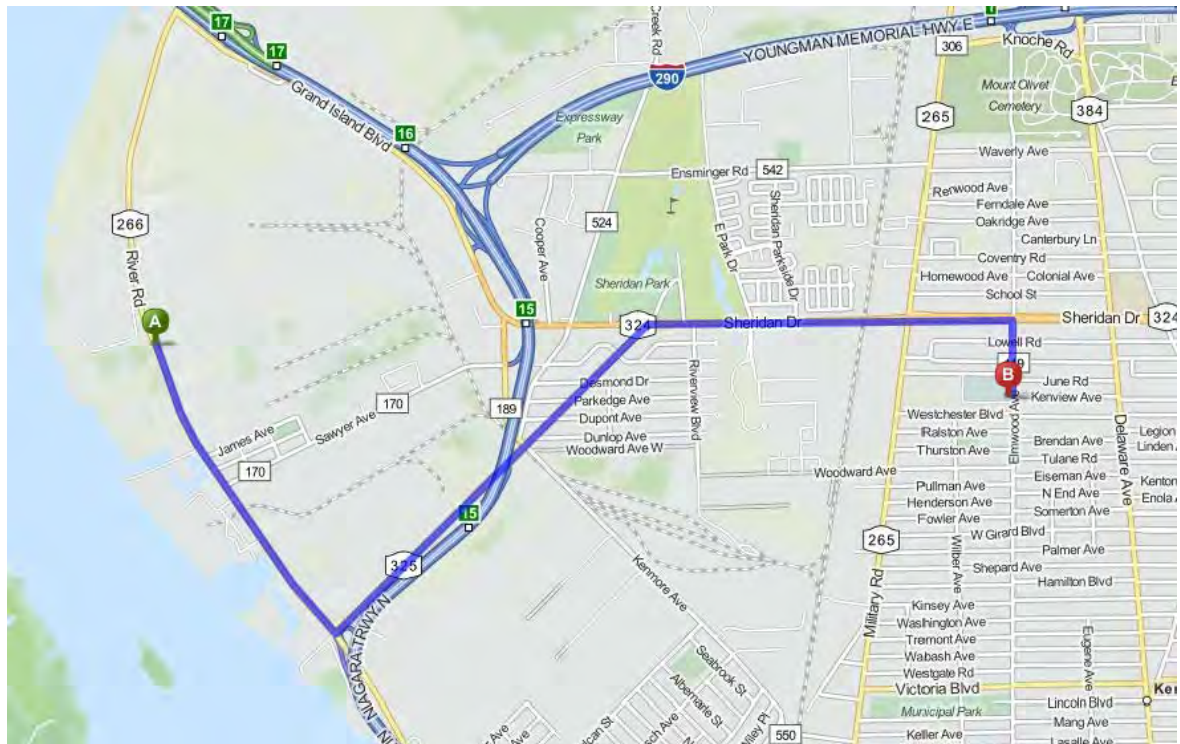 17
17
Grand Island Blvd
16
266
River Rd
A
Creek Rd
290
YOUNGMAN MEMORIAL HWY E
306
Knoche Rd
Mount Olivet
Cemetery
265
384
Expressway
Park
Ensminger Rd
542
Waverly Ave
Renwood Ave
Ferndale Ave
Oakridge Ave
Canterbury Ln
Coventry Rd
Homewood Ave
Colonial Ave
School St
524
Cooper Ave
E Park Dr
Sheridan Parkside Dr
Sheridan Park
15
324
Sheridan Dr
Sheridan Dr
324
Lowell Rd
B
June Rd
Kenview Ave
Elmwood Ave
Desmond Dr
Parkedge Ave
Dupont Ave
Dunlop Ave
Woodward Ave W
Riverview Blvd
170
189
James Ave
Sawyer Ave
170
Westchester Blvd
Ralston Ave
Thurston Ave
Woodward Ave
Brendan Ave
Tulane Rd
Eiseman Ave
N End Ave
Somerton Ave
Legion
Linden
Kenton
Enola
Delaware Ave
Pullman Ave
Henderson Ave
Fowler Ave
W Girard Blvd
Palmer Ave
Shepard Ave
Hamilton Blvd
Wilber Ave
15
325
265
Military Rd
Kenmore Ave
Kinsey Ave
Washington Ave
Tremont Ave
Wabash Ave
Westgate Rd
Victoria Blvd
Eugene Ave
Ken
Lincoln Blvd
Municipal Park
Mang Ave
Keller Ave
Lasalle Ave
N NIAGARA TRWY N
Seabrook St
Albemarle St
Wiley Pl
550